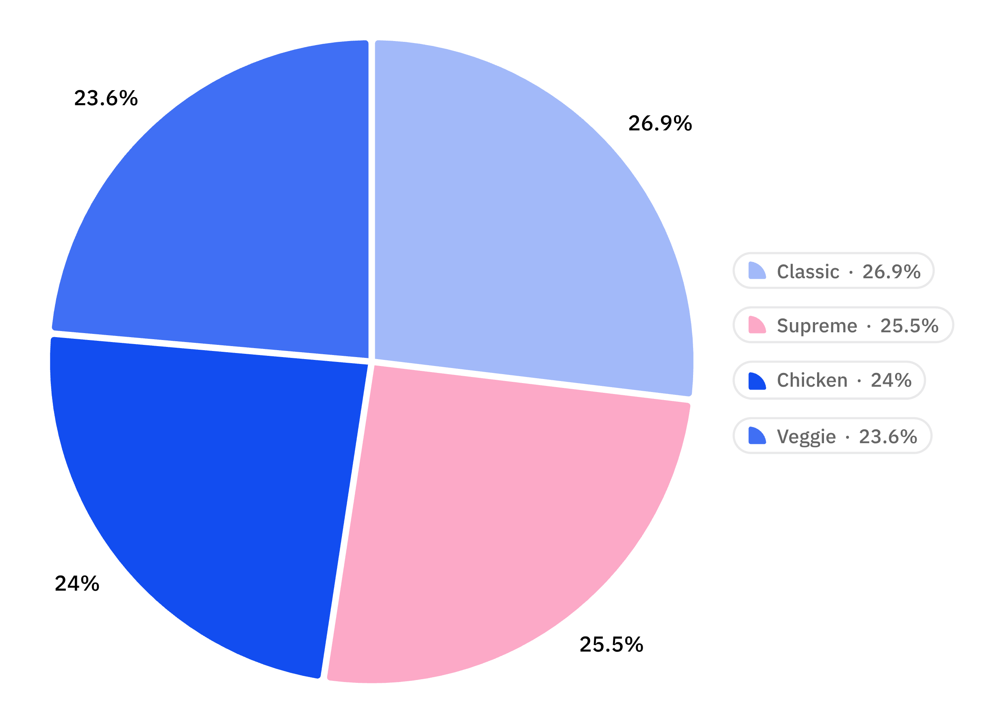 23.6%
26.9%
Classic · 26.9%
Supreme · 25.5%
Chicken · 24%
Veggie · 23.6%
24%
25.5%